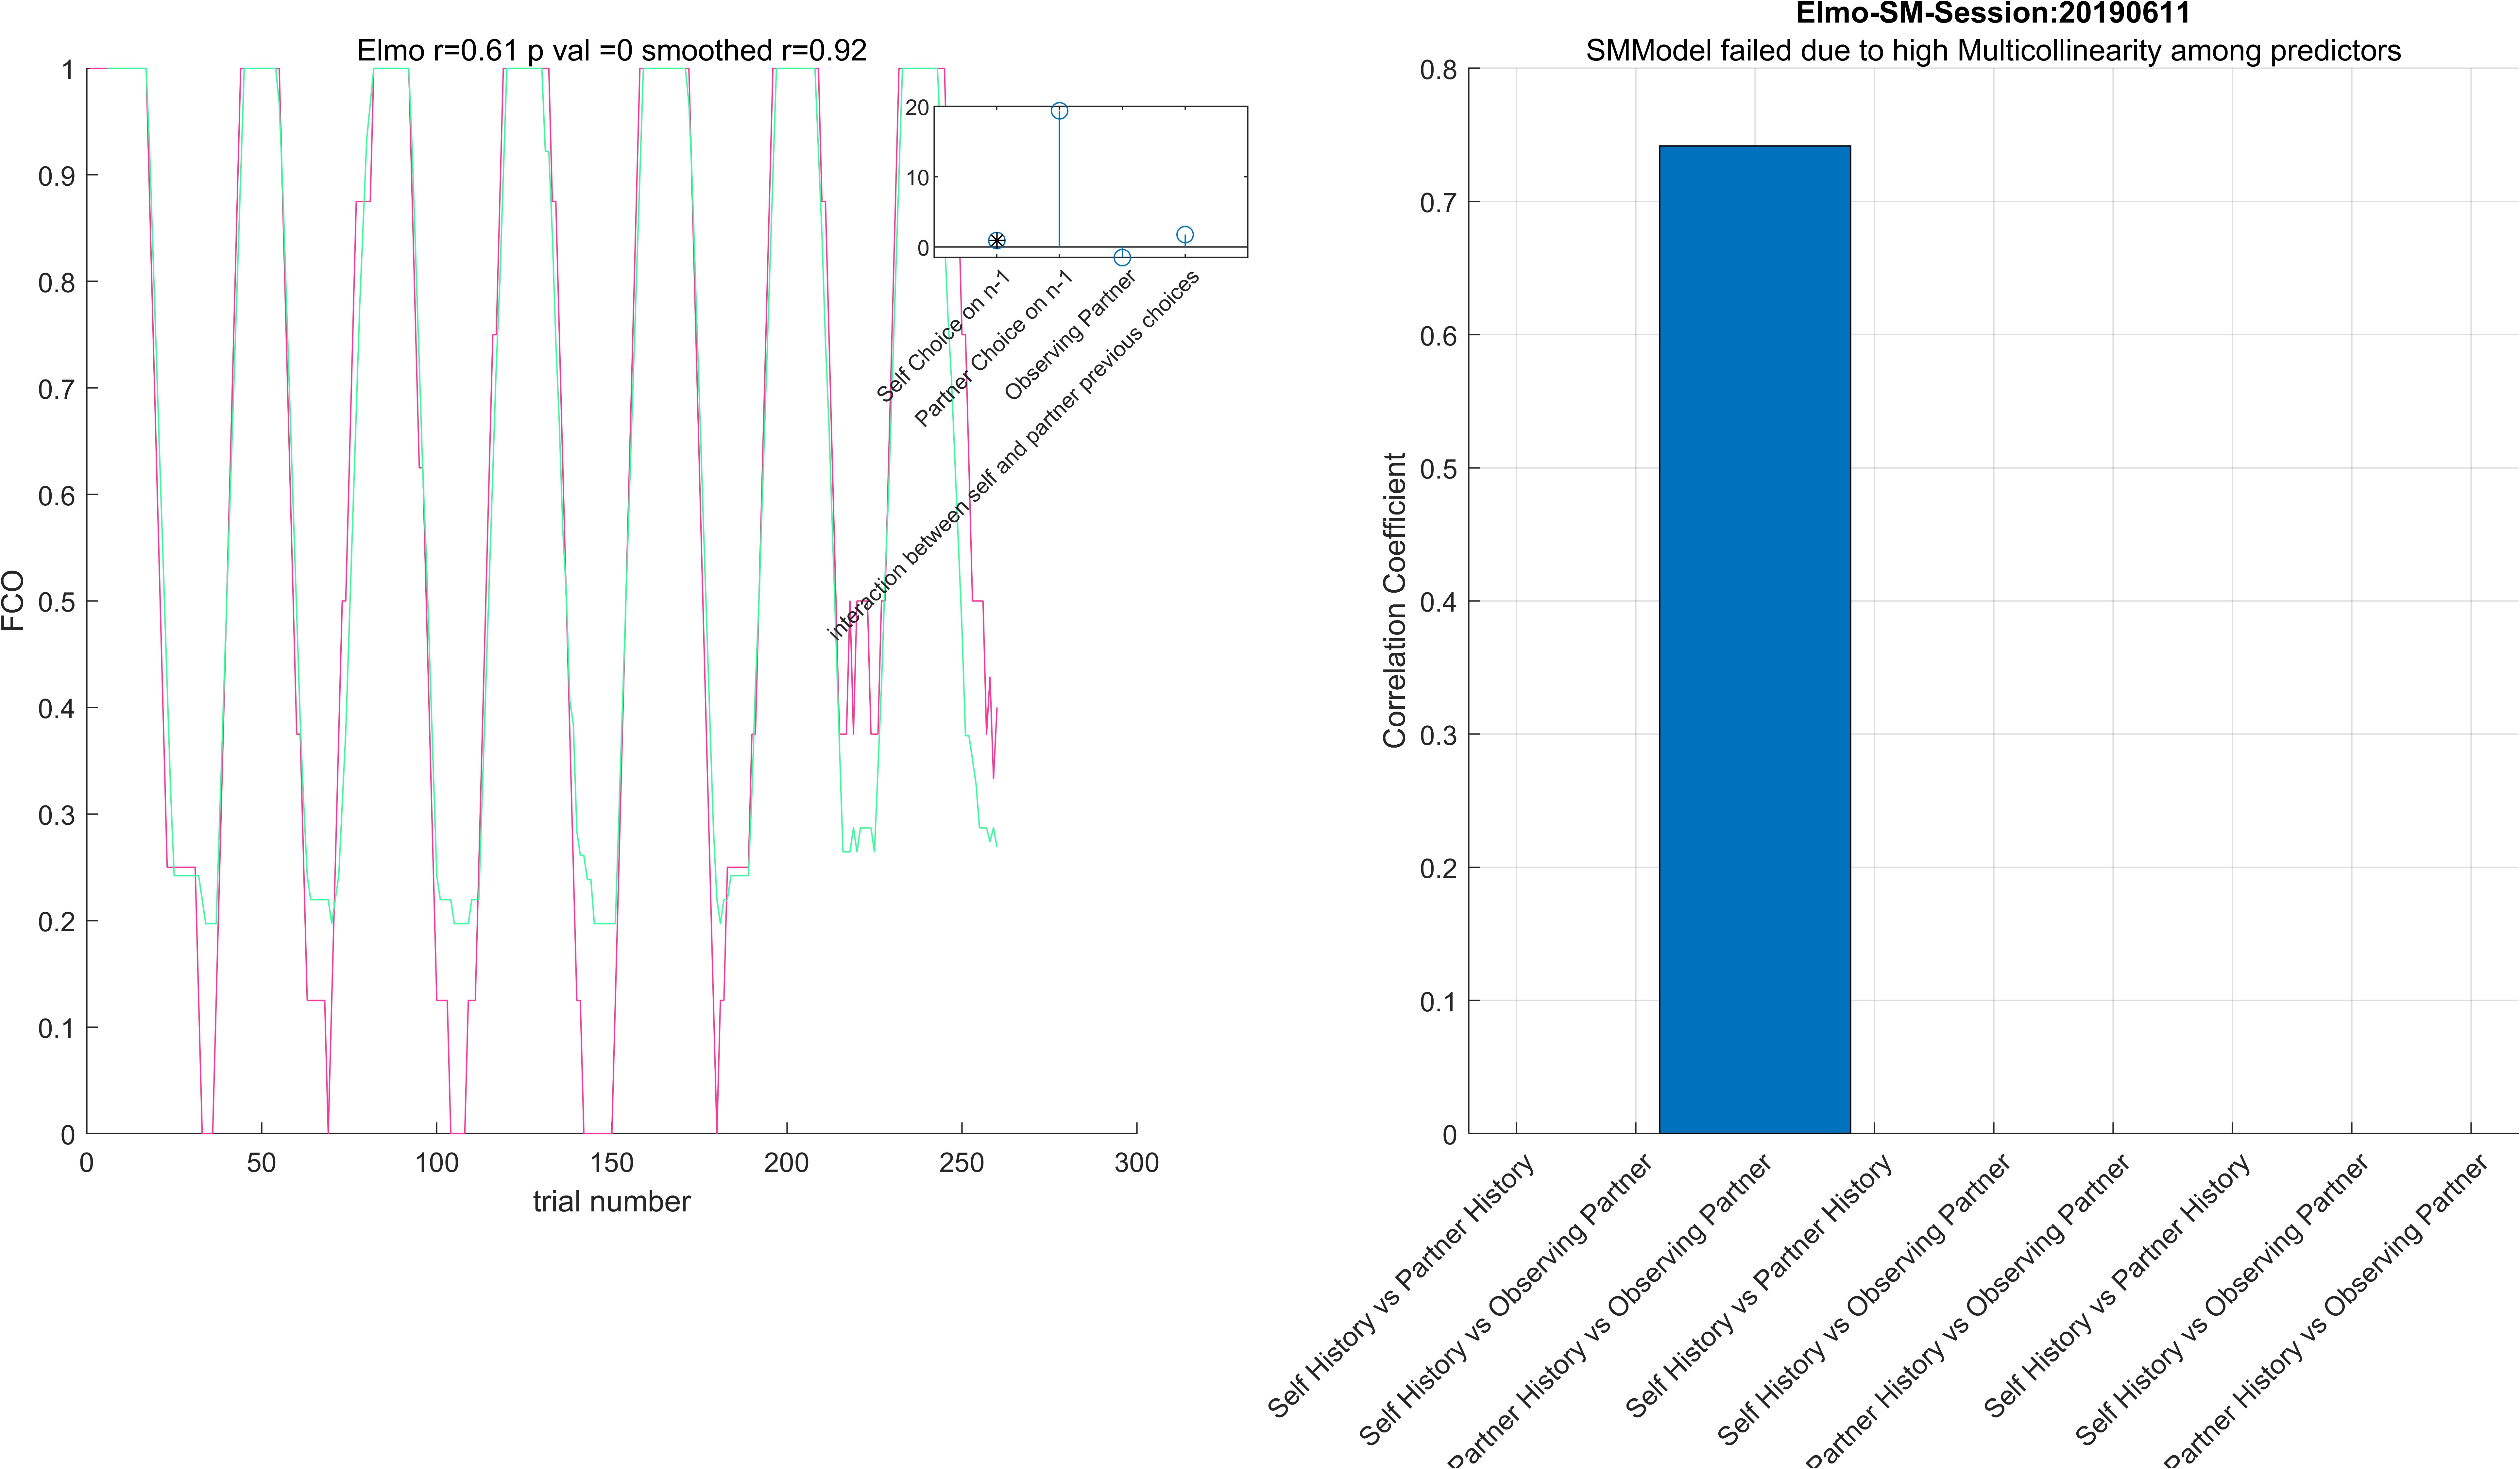 Elmo r=0.61 p val =0 smoothed r=0.92
1
0.9
0.8
0.7
0.6
0.5
0.4
0.3
0.2
0.1
0
FCO
0 50 100 150 200 250 300
trial number
20
10
0
Self Choice on n-1
Partner Choice on n-1
Observing Partner
interaction between self and partner previous choices
Elmo-SM-Session:20190611
SMModel failed due to high Multicollinearity among predictors
0.8
0.7
0.6
0.5
0.4
0.3
0.2
0.1
0
Correlation Coefficient
Self History vs Partner History
Self History vs Observing Partner
Partner History vs Observing Partner
Self History vs Partner History
Self History vs Observing Partner
Partner History vs Observing Partner
Self History vs Partner History
Self History vs Observing Partner
Partner History vs Observing Partner